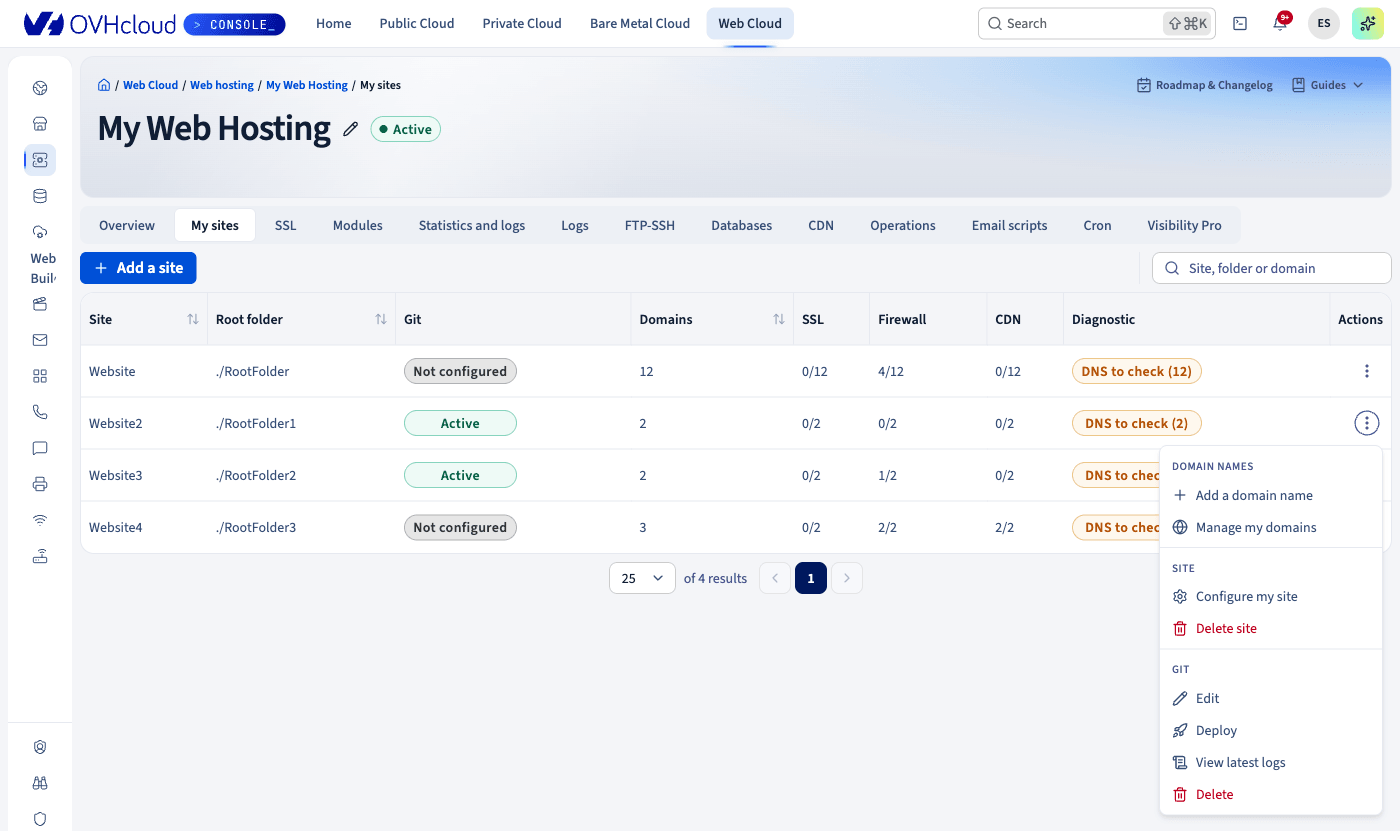 OVHcloud > CONSOLE_ Home Public Cloud Private Cloud Bare Metal Cloud Web Cloud Search ⇧⌘K 9+ ES
/ Web Cloud / Web hosting / My Web Hosting / My sites Roadmap & Changelog Guides
My Web Hosting Active
Overview My sites SSL Modules Statistics and logs Logs FTP-SSH Databases CDN Operations Email scripts Cron Visibility Pro
Web
+ Add a site Site, folder or domain
Site Root folder Git Domains SSL Firewall CDN Diagnostic Actions
Website ./RootFolder Not configured 12 0/12 4/12 0/12 DNS to check (12)
Website2 ./RootFolder1 Active 2 0/2 0/2 0/2 DNS to check (2)
Website3 ./RootFolder2 Active 2 0/2 1/2 0/2 DNS to chec
Website4 ./RootFolder3 Not configured 3 0/2 2/2 2/2 DNS to chec
25 of 4 results 1
DOMAIN NAMES
Add a domain name
Manage my domains
SITE
Configure my site
Delete site
GIT
Edit
Deploy
View latest logs
Delete